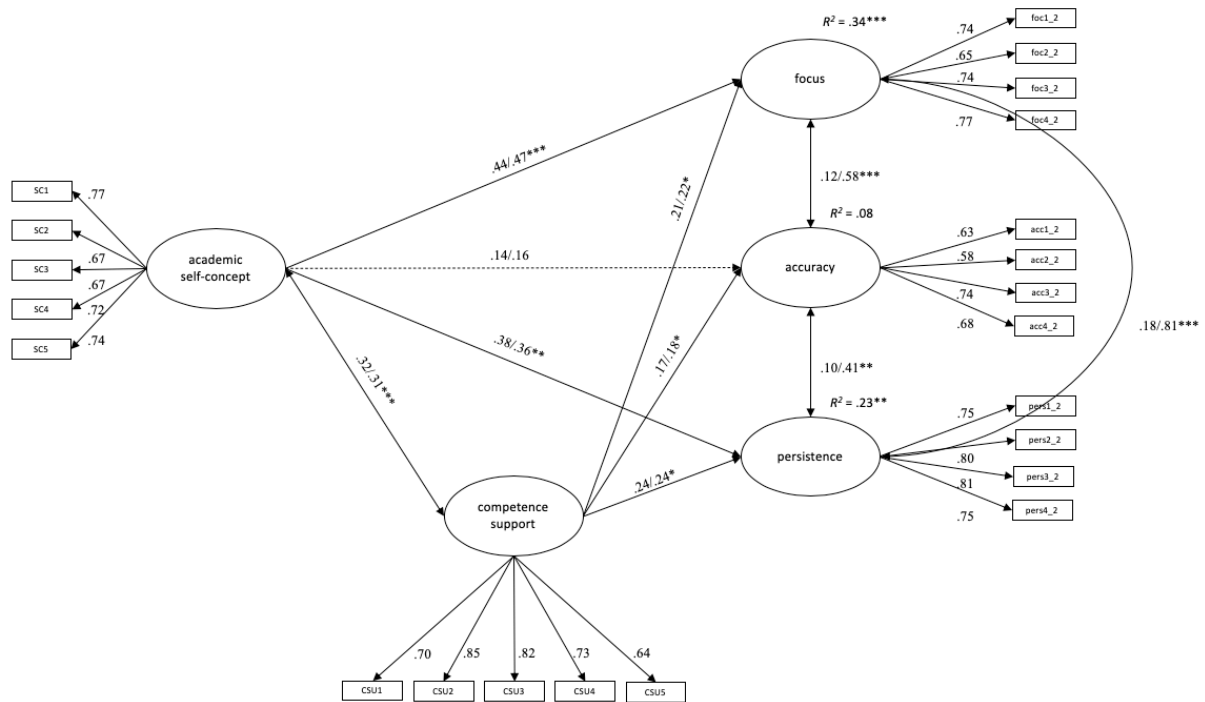 R² = .34***
foc1_2
.74
foc2_2
.65
focus
.74
foc3_2
.77
foc4_2
.44/.47***
.21/.22*
.12/.58***
SC1
.77
SC2
.67
SC3
.67
SC4
.72
SC5
.74
academic
self-concept
R² = .08
.14/.16
accuracy
.63
acc1_2
.58
acc2_2
.74
acc3_2
.68
acc4_2
.18/.81***
.38/.36**
.17/.18*
.10/.41**
.32/.31***
R² = .23**
.75
pers1_2
persistence
.80
pers2_2
.81
pers3_2
.75
pers4_2
.24/.24*
competence
support
.70
.85
.82
.73
.64
CSU1
CSU2
CSU3
CSU4
CSU5